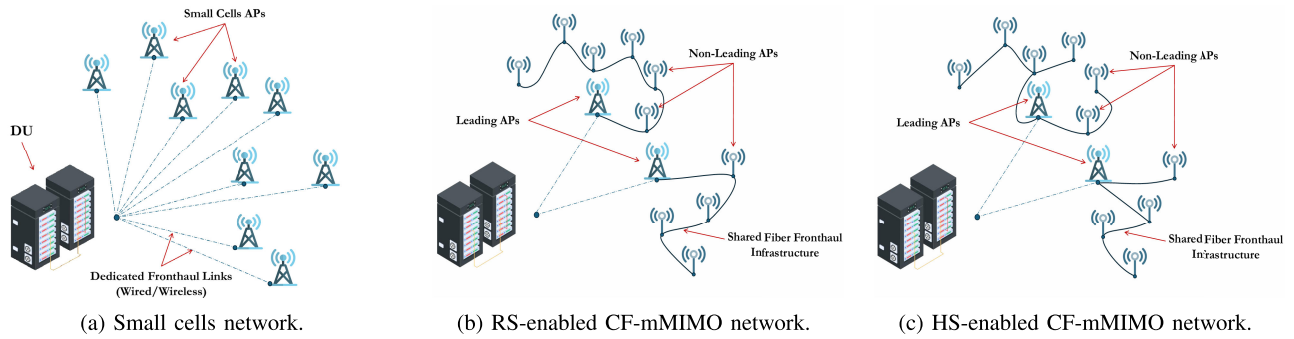 Small Cells APs
DU
Dedicated Fronthaul Links
(Wired/Wireless)
(a) Small cells network.
Non-Leading APs
Leading APs
Shared Fiber Fronthaul
Infrastructure
(b) RS-enabled CF-mMIMO network.
Non-Leading APs
Leading APs
Shared Fiber Fronthaul
Infrastructure
(c) HS-enabled CF-mMIMO network.